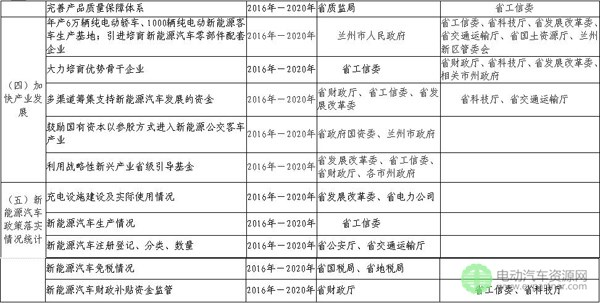 完善产品质量保障体系 2016年－2020年 省质监局 省工信委
年产6万辆纯电动轿车、1000辆纯电动新能源客
车生产基地；引进培育新能源汽车零部件配套
企业
2016年－2020年 兰州市人民政府
省工信委、省科技厅、省发展改革委、
省交通运输厅、省国土资源厅、兰州
新区管委会
（四）加
快产业发
展
大力培育优势骨干企业 2016年－2020年 省工信委
省财政厅、省科技厅、省发展改革委、
相关市州政府
多渠道筹集支持新能源汽车发展的资金 2016年－2020年
省财政厅、省工信委、省发
展改革委
省科技厅、省交通运输厅
鼓励国有资本以参股方式进入新能源公交客车
产业
2016年－2020年 省政府国资委、兰州市政府
利用战略性新兴产业省级引导基金 2016年－2020年
省发展改革委、省工信委、
省财政厅、各市州政府
（五）新
能源汽车
政策落实
情况统计
充电设施建设及实际使用情况 2016年－2020年 省发展改革委、省电力公司
新能源汽车生产情况 2016年－2020年 省工信委
新能源汽车注册登记、分类、数量 2016年－2020年 省公安厅、省交通运输厅
新能源汽车免税情况 2016年－2020年 省国税局、省地税局
新能源汽车财政补贴资金监管 2016年－2020年 省财政厅 省工信委、省科技厅
电动汽车资源网